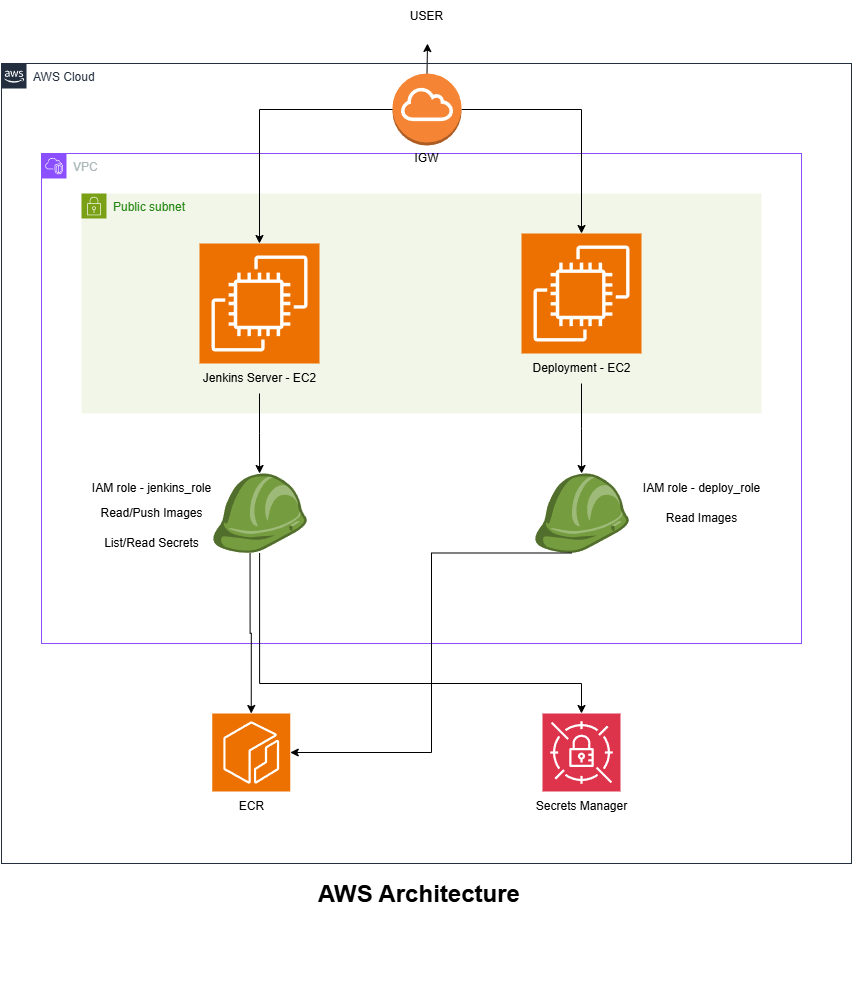 USER
aws
AWS Cloud
IGW
VPC
Public subnet
Jenkins Server - EC2
Deployment - EC2
IAM role - jenkins_role
Read/Push Images
List/Read Secrets
IAM role - deploy_role
Read Images
ECR
Secrets Manager
AWS Architecture